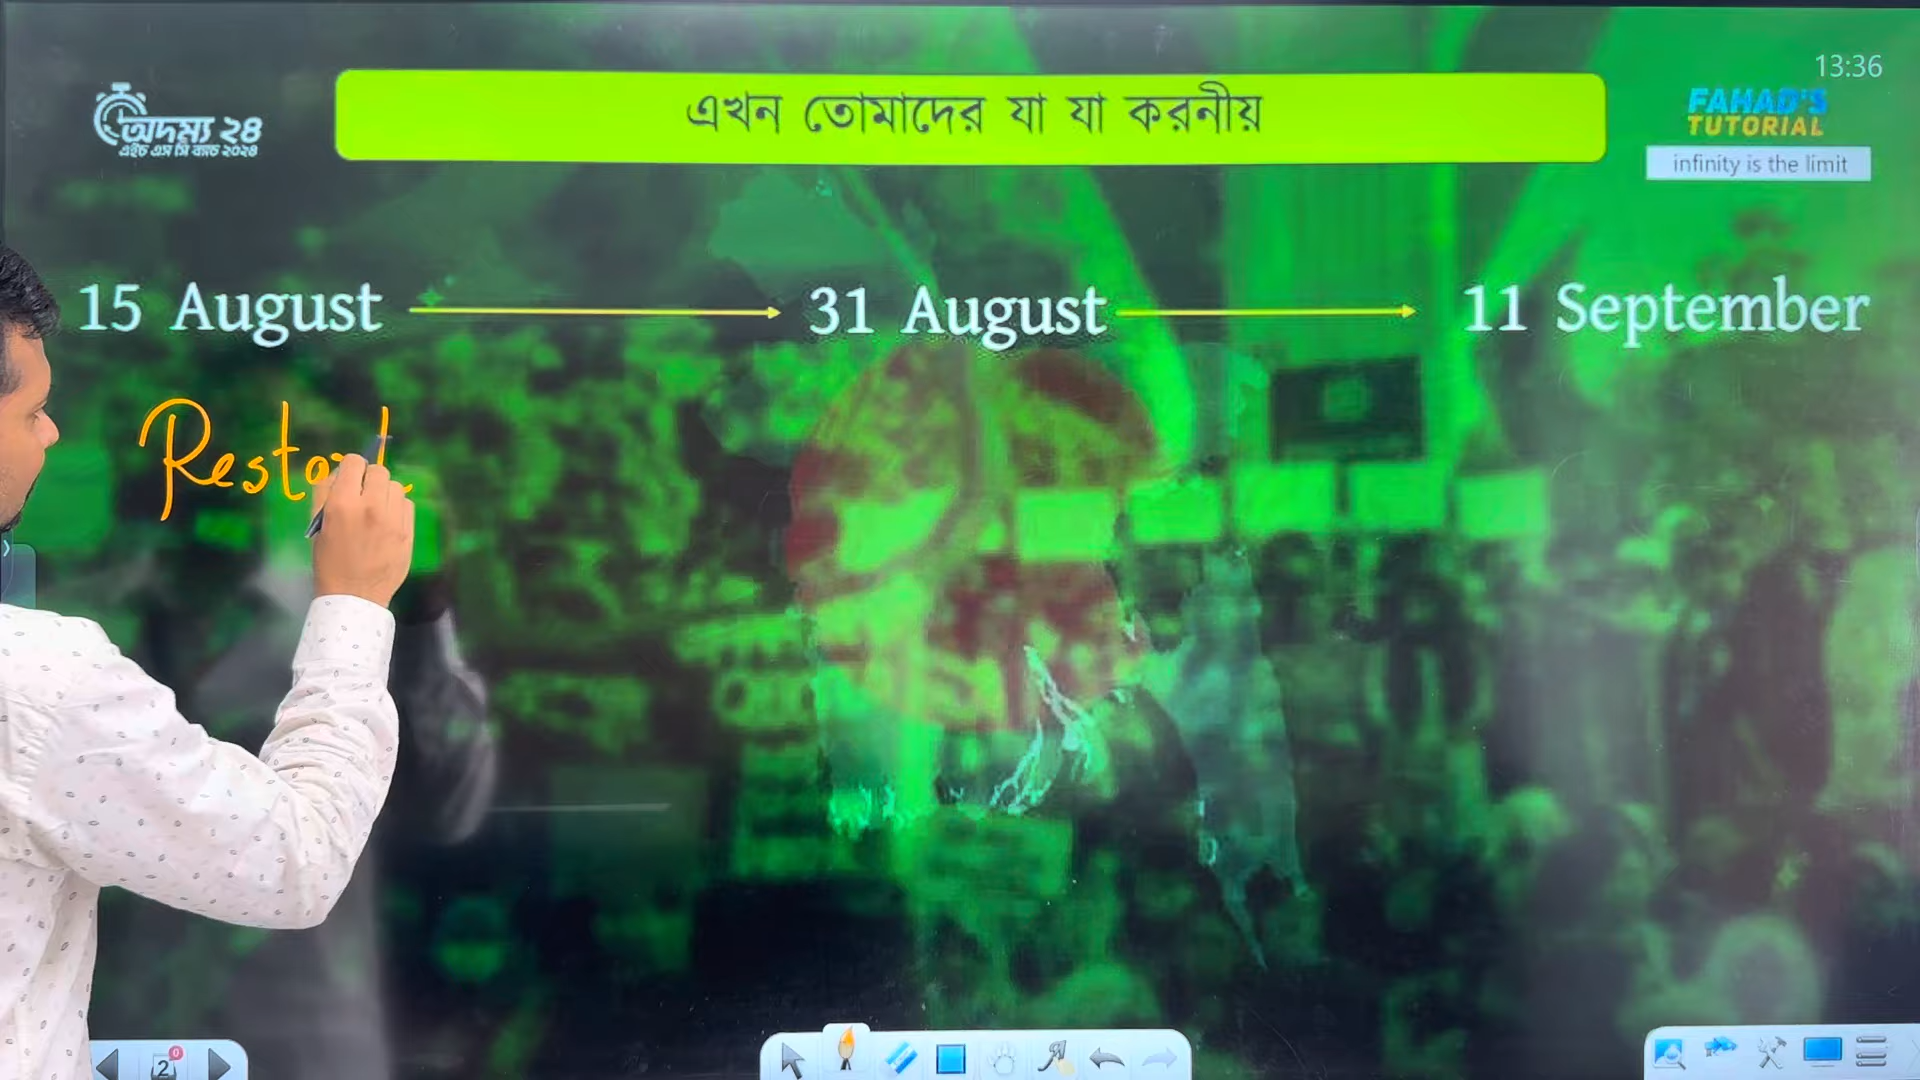 13:36
অদম্য ২৪
এইচ এস সি ব্যাচ ২০২৪
এখন তোমাদের যা যা করনীয়
FAHAD'S
TUTORIAL
infinity is the limit
15 August
31 August
11 September
2
0